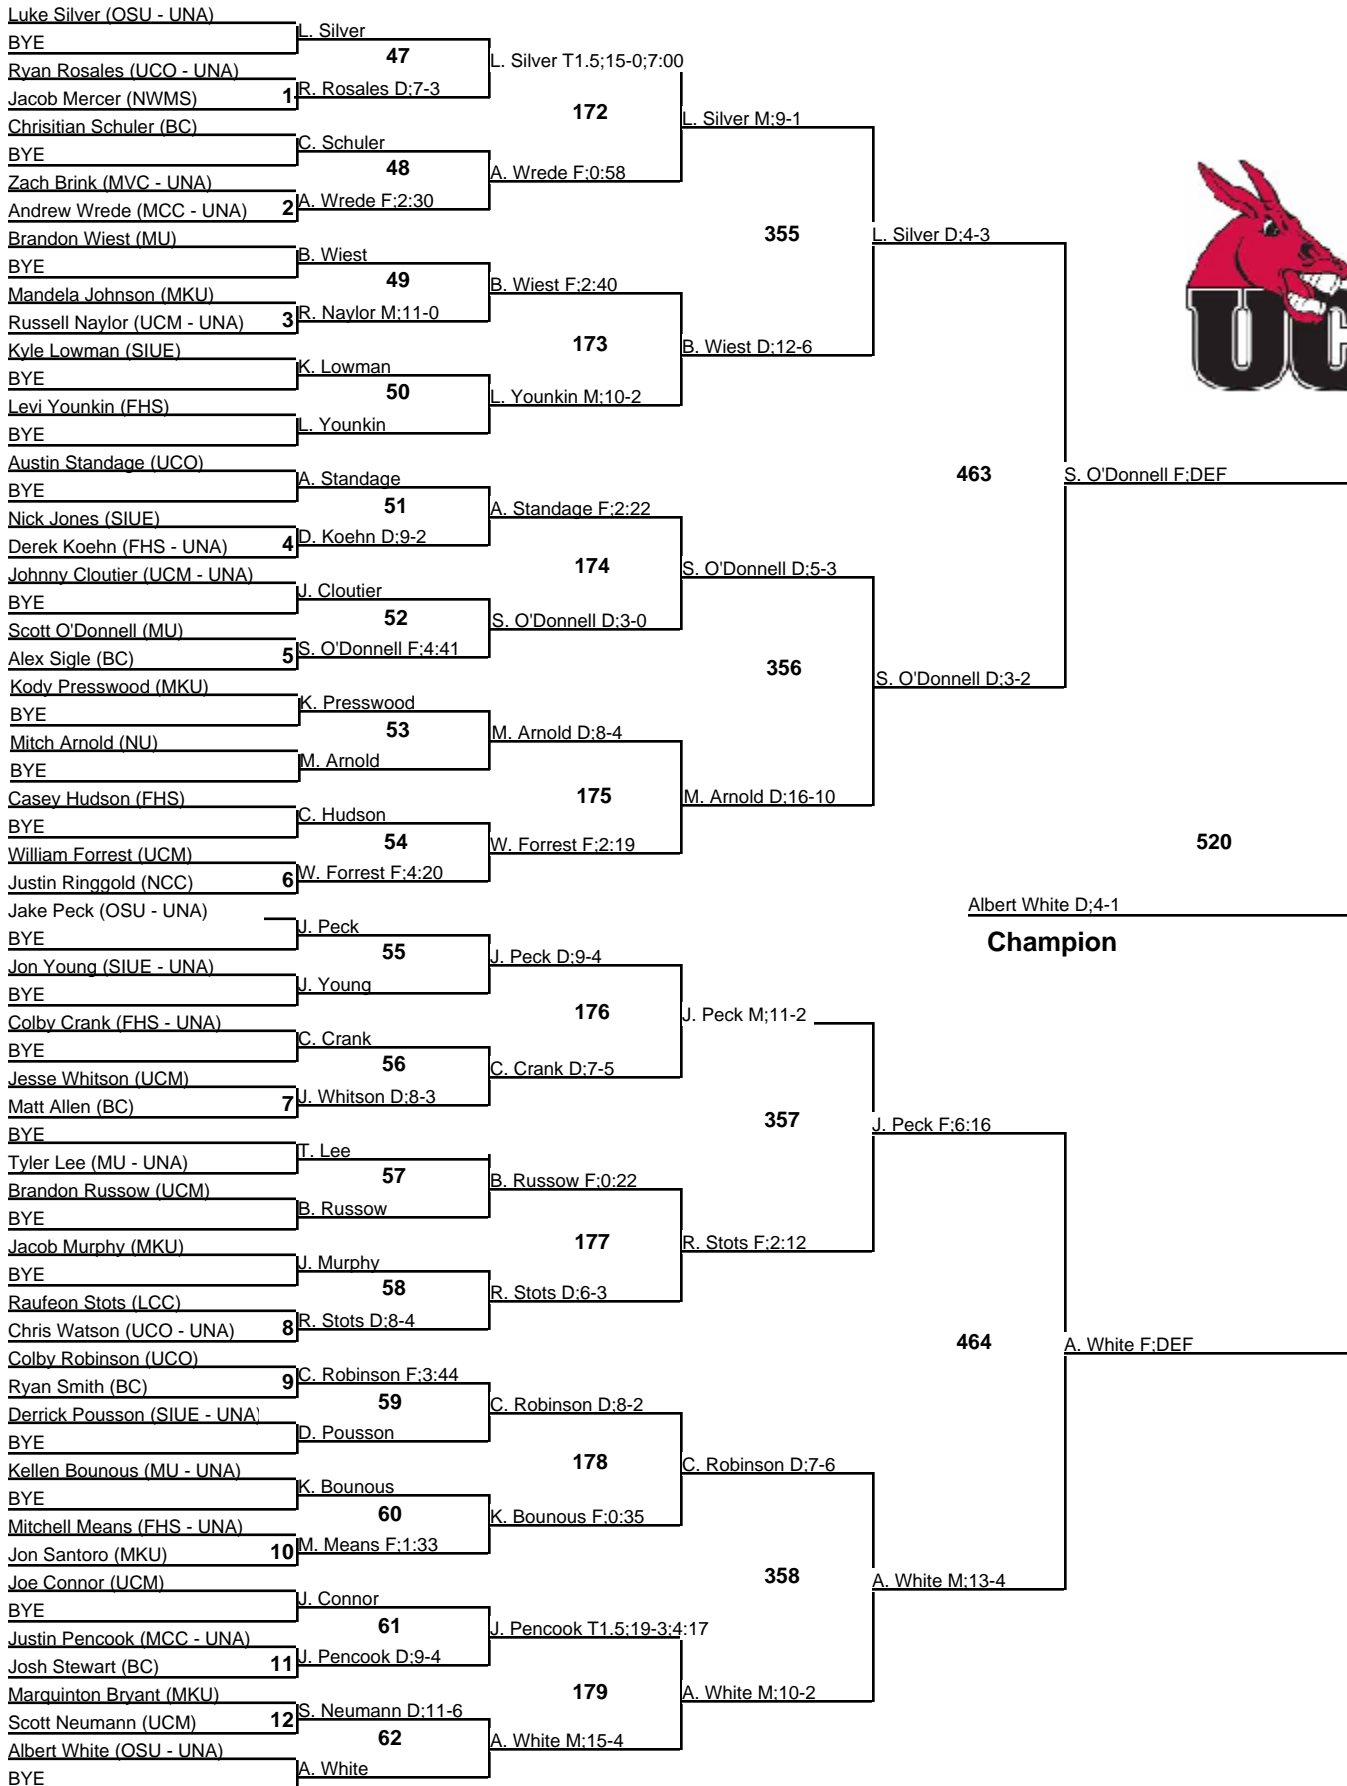 Luke Silver (OSU - UNA)
BYE
Ryan Rosales (UCO - UNA)
Jacob Mercer (NWMS)
Chrisitian Schuler (BC)
BYE
Zach Brink (MVC - UNA)
Andrew Wrede (MCC - UNA)
Brandon Wiest (MU)
BYE
Mandela Johnson (MKU)
Russell Naylor (UCM - UNA)
Kyle Lowman (SIUE)
BYE
Levi Younkin (FHS)
BYE
Austin Standage (UCO)
BYE
Nick Jones (SIUE)
Derek Koehn (FHS - UNA)
Johnny Cloutier (UCM - UNA)
BYE
Scott O'Donnell (MU)
Alex Sigle (BC)
Kody Presswood (MKU)
BYE
Mitch Arnold (NU)
BYE
Casey Hudson (FHS)
BYE
William Forrest (UCM)
Justin Ringgold (NCC)
Jake Peck (OSU - UNA)
BYE
Jon Young (SIUE - UNA)
BYE
Colby Crank (FHS - UNA)
BYE
Jesse Whitson (UCM)
Matt Allen (BC)
BYE
Tyler Lee (MU - UNA)
Brandon Russow (UCM)
BYE
Jacob Murphy (MKU)
BYE
Raufeon Stots (LCC)
Chris Watson (UCO - UNA)
Colby Robinson (UCO)
Ryan Smith (BC)
Derrick Pousson (SIUE - UNA)
BYE
Kellen Bounous (MU - UNA)
BYE
Mitchell Means (FHS - UNA)
Jon Santoro (MKU)
Joe Connor (UCM)
BYE
Justin Pencook (MCC - UNA)
Josh Stewart (BC)
Marquinton Bryant (MKU)
Scott Neumann (UCM)
Albert White (OSU - UNA)
BYE
1
2
3
4
5
6
7
8
9
10
11
12
L. Silver
47
R. Rosales D;7-3
C. Schuler
48
A. Wrede F;2:30
B. Wiest
49
R. Naylor M;11-0
K. Lowman
50
L. Younkin
A. Standage
51
D. Koehn D;9-2
J. Cloutier
52
S. O'Donnell F;4:41
K. Presswood
53
M. Arnold
C. Hudson
54
W. Forrest F;4:20
J. Peck
55
J. Young
C. Crank
56
J. Whitson D;8-3
T. Lee
57
B. Russow
J. Murphy
58
R. Stots D;8-4
C. Robinson F;3:44
59
D. Pousson
K. Bounous
60
M. Means F;1:33
J. Connor
61
J. Pencook D;9-4
S. Neumann D;11-6
62
A. White
L. Silver T1.5;15-0;7:00
172
A. Wrede F;0:58
B. Wiest F;2:40
173
L. Younkin M;10-2
A. Standage F;2:22
174
S. O'Donnell D;3-0
M. Arnold D;8-4
175
W. Forrest F;2:19
J. Peck D;9-4
176
C. Crank D;7-5
B. Russow F;0:22
177
R. Stots D;6-3
C. Robinson D;8-2
178
K. Bounous F;0:35
J. Pencook T1.5;19-3;4:17
179
A. White M;15-4
L. Silver M;9-1
355
B. Wiest D;12-6
S. O'Donnell D;5-3
356
M. Arnold D;16-10
J. Peck M;11-2
357
R. Stots F;2:12
C. Robinson D;7-6
358
A. White M;10-2
L. Silver D;4-3
463
S. O'Donnell D;3-2
J. Peck F;6:16
464
A. White M;13-4
UC
S. O'Donnell F;DEF
520
A. White F;DEF
Albert White D;4-1
Champion